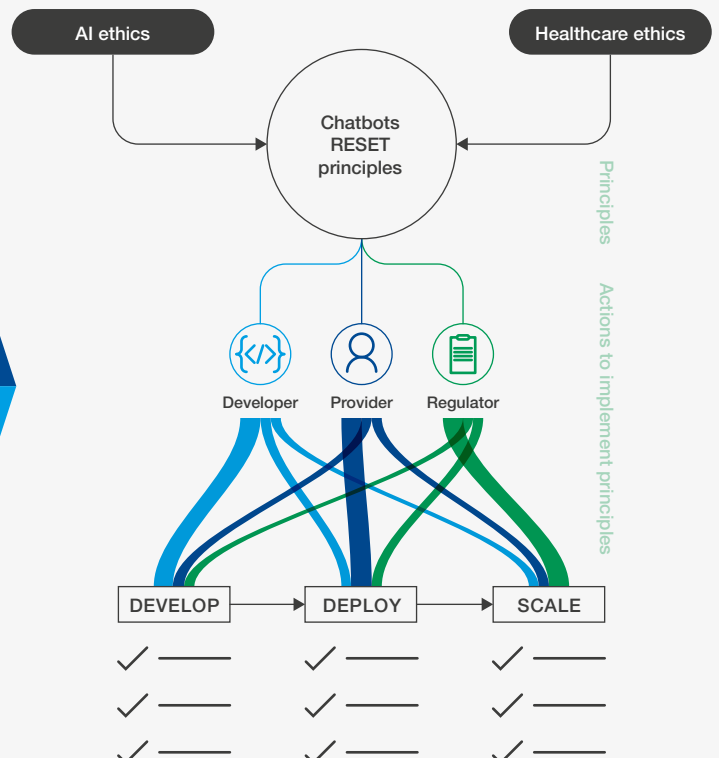 AI ethics
Healthcare ethics
Chatbots
RESET
principles
Principles
Actions to implement principles
{</>}
Developer
Provider
Regulator
DEVELOP
DEPLOY
SCALE